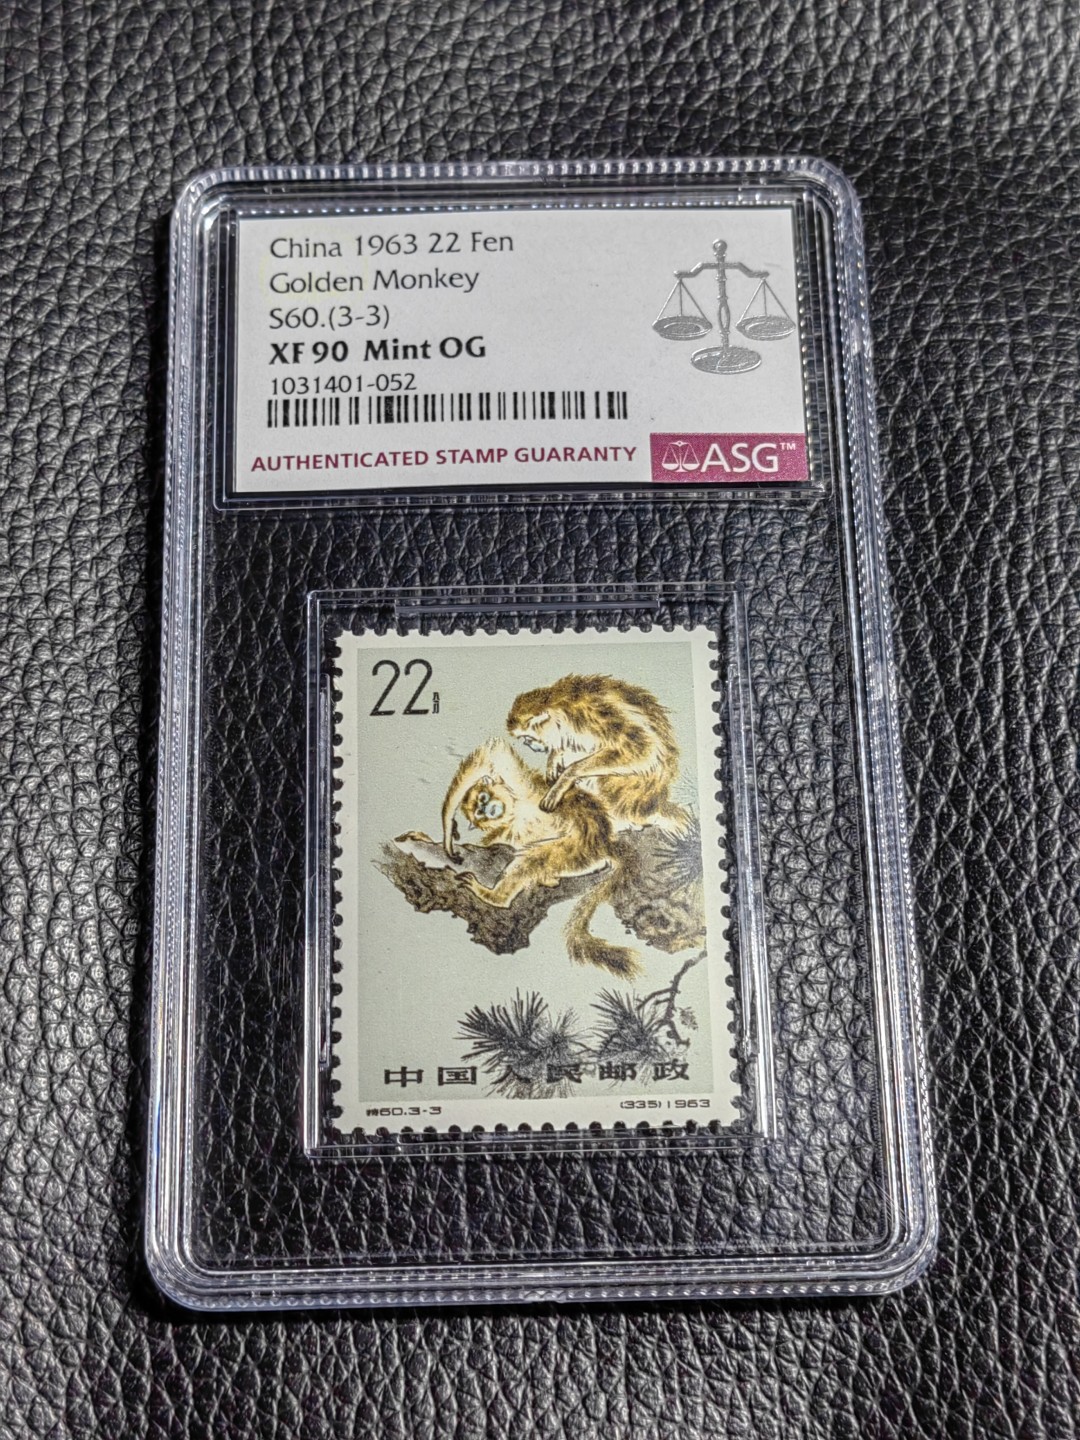 China 1963 22 Fen
Golden Monkey
S60.(3-3)
XF 90 Mint OG
1031401-052
AUTHENTICATED STAMP GUARANTY
ASG™
22分
中国人民邮政
特60.3-3
(335)1963